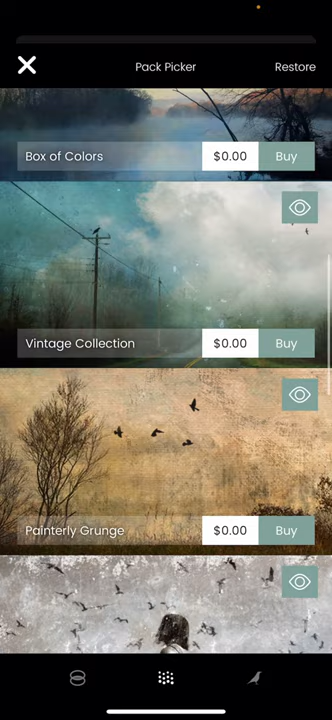 Pack Picker
Restore
Box of Colors
$0.00
Buy
Vintage Collection
$0.00
Buy
Painterly Grunge
$0.00
Buy